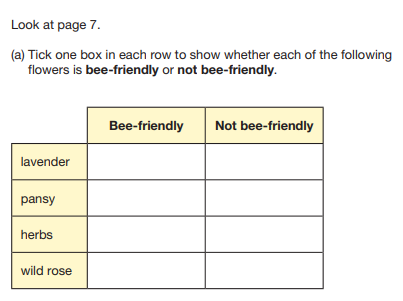 Look at page 7.
(a) Tick one box in each row to show whether each of the following
flowers is bee-friendly or not bee-friendly.
Bee-friendly Not bee-friendly
lavender
pansy
herbs
wild rose